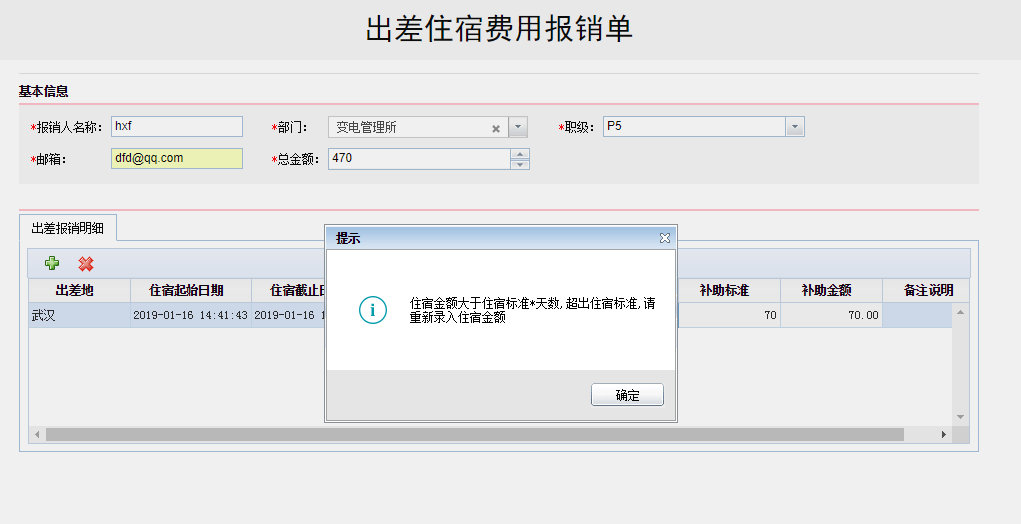 出差住宿费用报销单
基本信息
*报销人名称： hxf *部门： 变电管理所 *职级： P5
*邮箱： dfd@qq.com *总金额： 470
出差报销明细
提示
出差地 住宿起始日期 住宿截止日 补助标准 补助金额 备注说明
住宿金额大于住宿标准*天数,超出住宿标准,请
重新录入住宿金额
武汉 2019-01-16 14:41:43 2019-01-16 70 70.00
确定